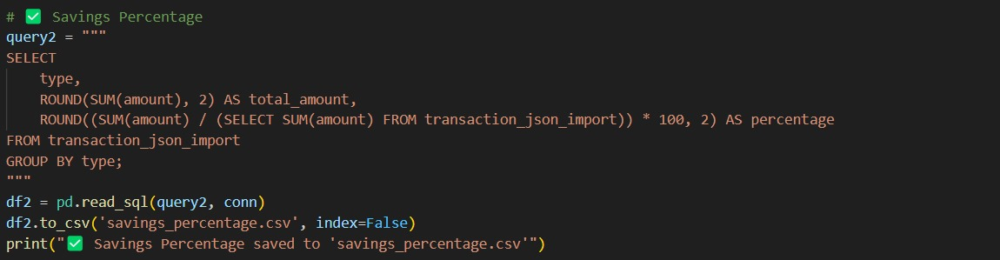 # ✅ Savings Percentage
query2 = """
SELECT
    type,
    ROUND(SUM(amount), 2) AS total_amount,
    ROUND((SUM(amount) / (SELECT SUM(amount) FROM transaction_json_import)) * 100, 2) AS percentage
FROM transaction_json_import
GROUP BY type;
"""
df2 = pd.read_sql(query2, conn)
df2.to_csv('savings_percentage.csv', index=False)
print("✅ Savings Percentage saved to 'savings_percentage.csv'")